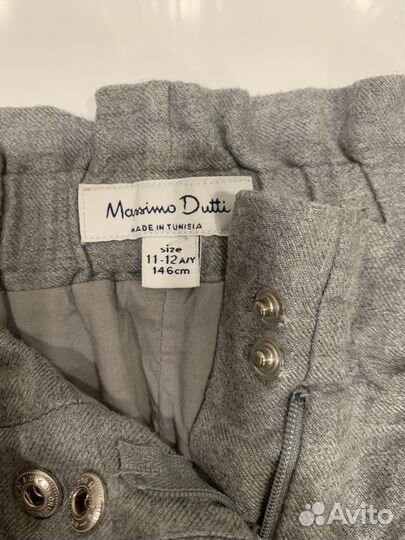 Massimo Dutti
MADE IN TUNISIA
size
11-12 A/Y
146cm
Avito